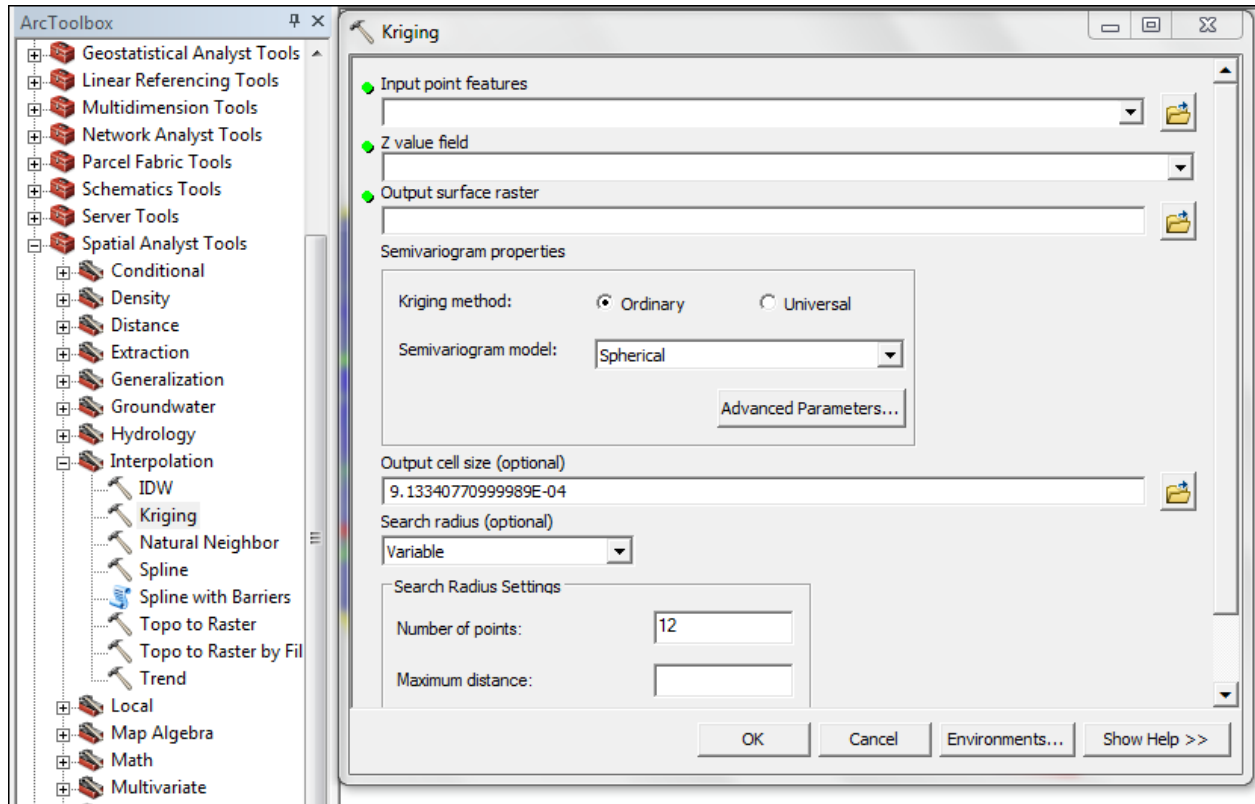 ArcToolbox
Geostatistical Analyst Tools
Linear Referencing Tools
Multidimension Tools
Network Analyst Tools
Parcel Fabric Tools
Schematics Tools
Server Tools
Spatial Analyst Tools
Conditional
Density
Distance
Extraction
Generalization
Groundwater
Hydrology
Interpolation
IDW
Kriging
Natural Neighbor
Spline
Spline with Barriers
Topo to Raster
Topo to Raster by Fil
Trend
Local
Map Algebra
Math
Multivariate
Kriging
Input point features
Z value field
Output surface raster
Semivariogram properties
Kriging method: Ordinary Universal
Semivariogram model: Spherical
Advanced Parameters...
Output cell size (optional)
9.13340770999989E-04
Search radius (optional)
Variable
Search Radius Settings
Number of points: 12
Maximum distance:
OK Cancel Environments... Show Help >>